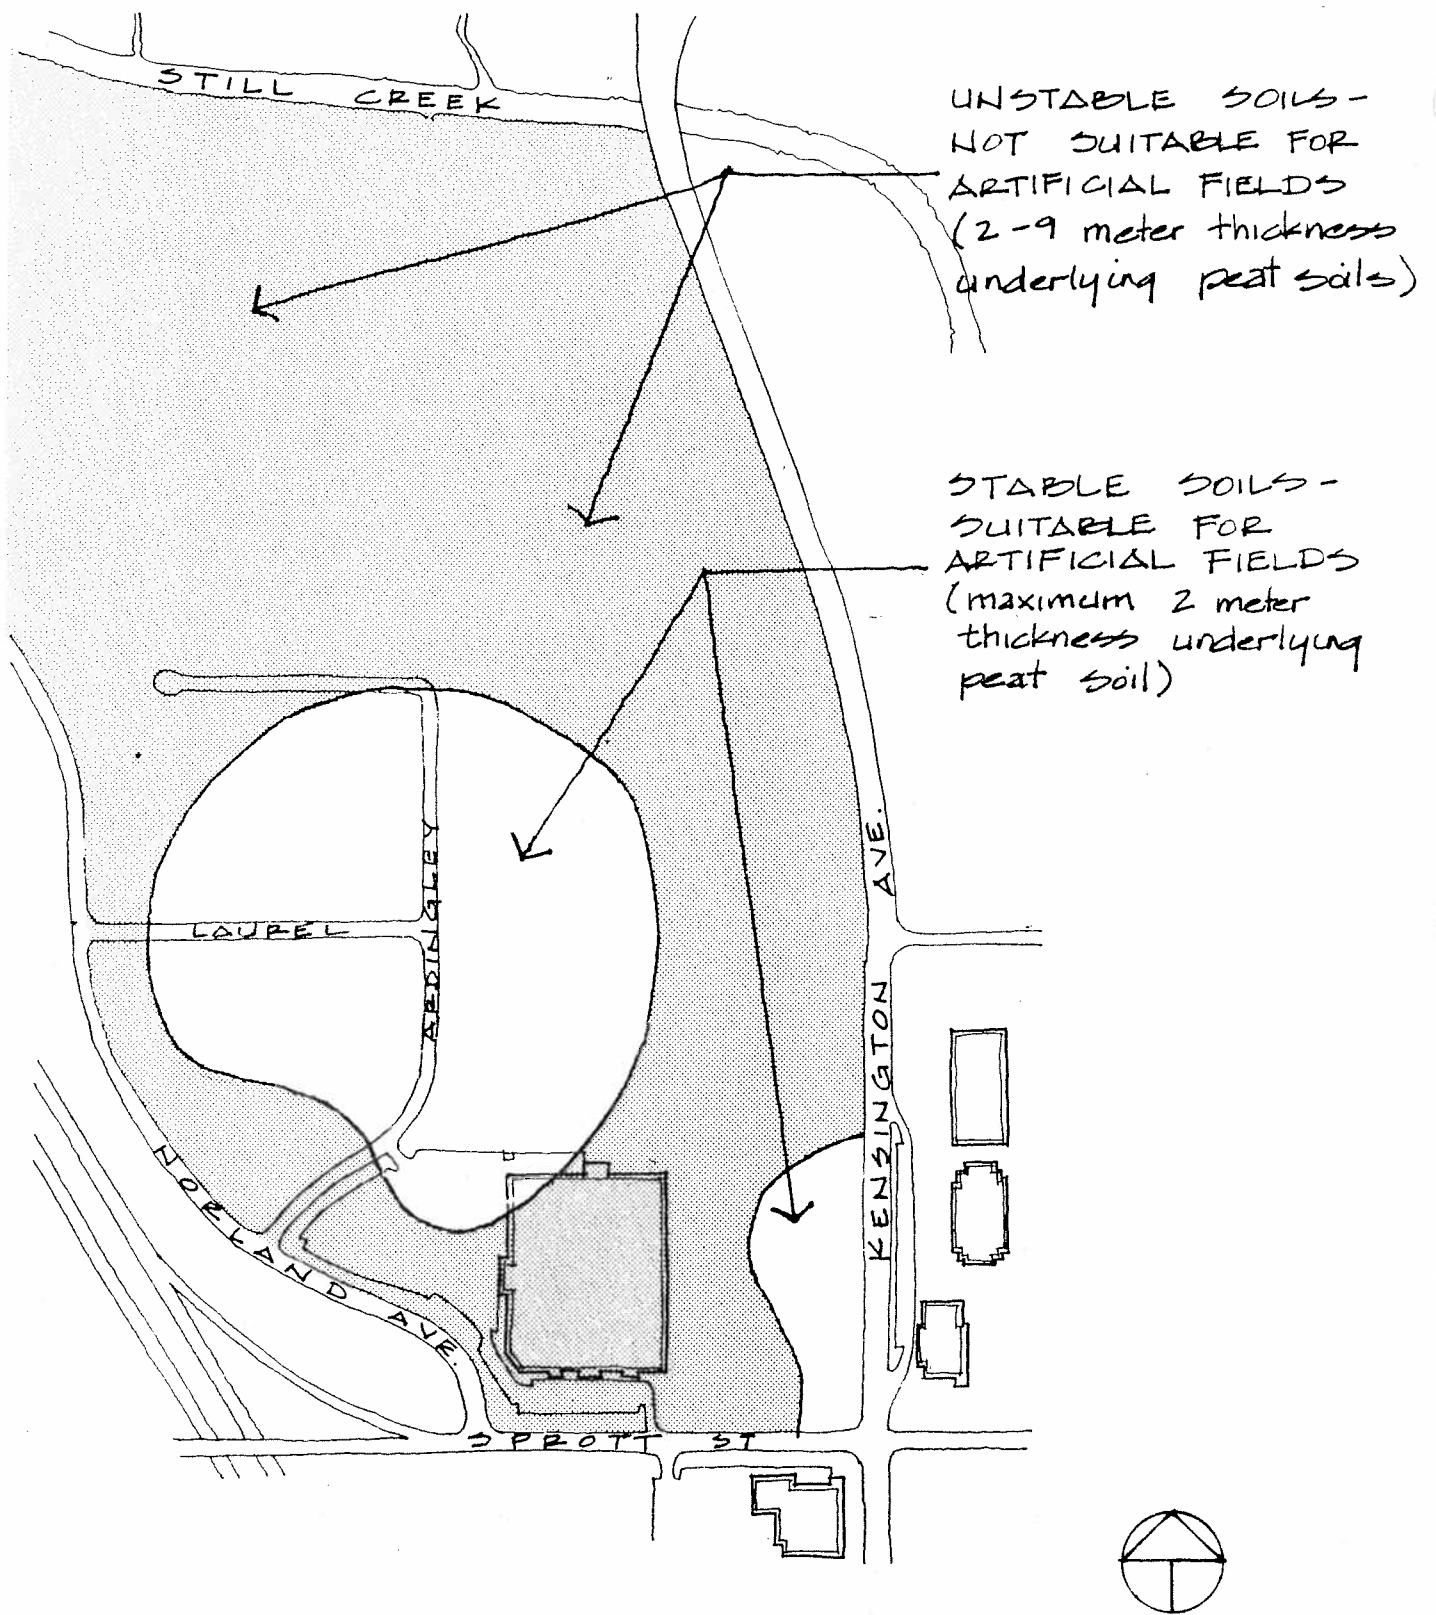 STILL CREEK
UNSTABLE SOILS-
NOT SUITABLE FOR
ARTIFICIAL FIELDS
(2-9 meter thickness
underlying peat soils)
STABLE SOILS-
SUITABLE FOR
ARTIFICIAL FIELDS
(maximum 2 meter
thickness underlying
peat soil)
LAUREL
ARDINGLEY
KENSINGTON AVE.
NORLAND AVE.
SPROTT ST